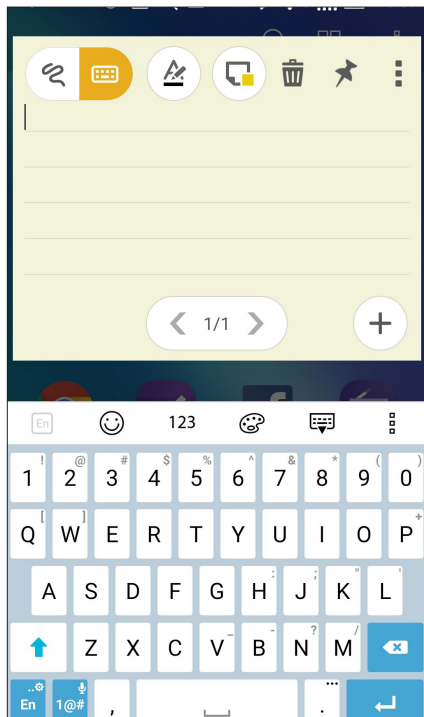 1/1
En 123
! @ # $ % ^ & * ( )
1 2 3 4 5 6 7 8 9 0
[ ] +
Q W E R T Y U I O P
: ; " '
A S D F G H J K L
_ - ? /
Z X C V B N M
En 1@# , .